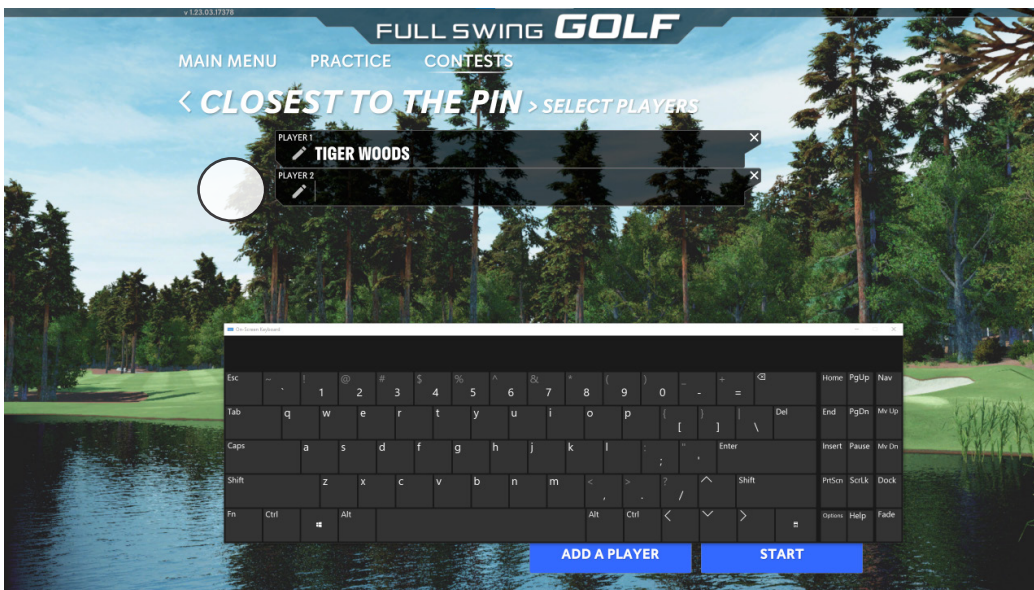 v 1.23.03.17378
FULL SWING GOLF
MAIN MENU PRACTICE CONTESTS
< CLOSEST TO THE PIN > SELECT PLAYERS
PLAYER 1
TIGER WOODS
PLAYER 2
On-Screen Keyboard
Esc ~ ` ! 1 @ 2 # 3 $ 4 % 5 ^ 6 & 7 * 8 ( 9 ) 0 _ - + = Home PgUp Nav
Tab q w e r t y u i o p { [ } ] | \ Del End PgDn Mv Up
Caps a s d f g h j k l : ; " ' Enter Insert Pause Mv Dn
Shift z x c v b n m < , > . ? / Shift PrtScn ScrLk Dock
Fn Ctrl Alt Alt Ctrl Options Help Fade
ADD A PLAYER START